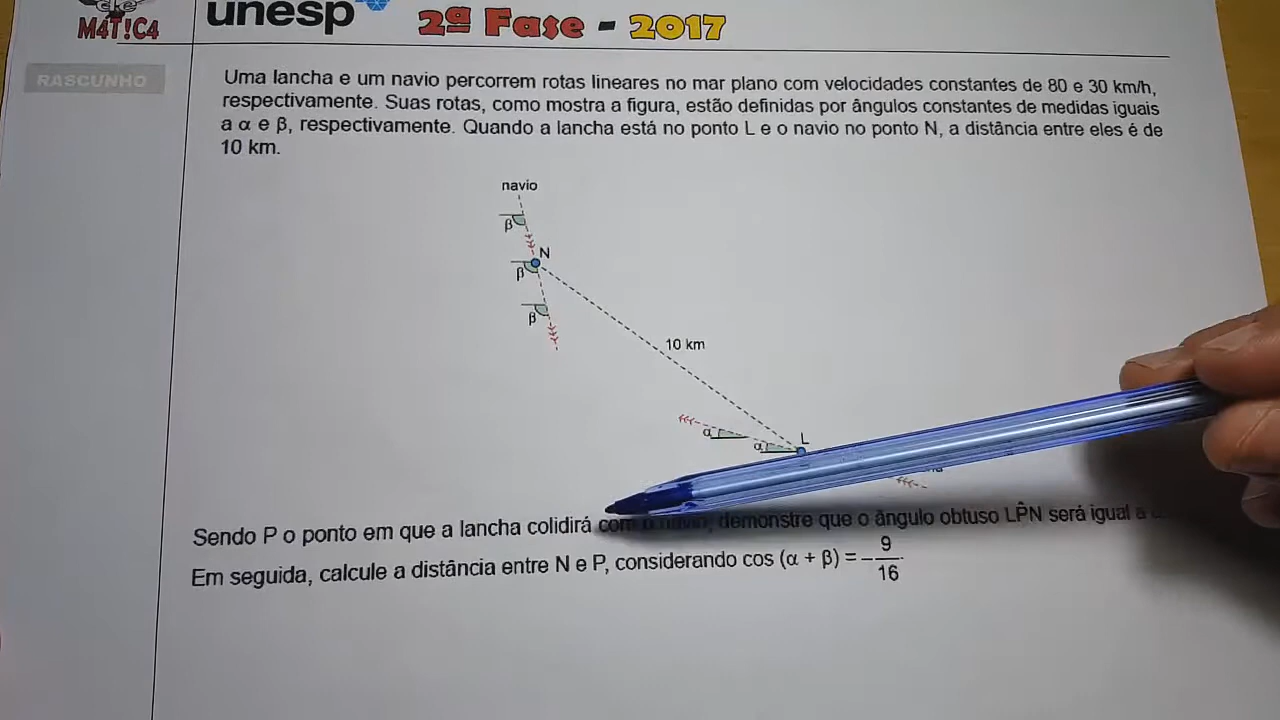 de
M4T!C4
unesp
2ª Fase - 2017
RASCUNHO
Uma lancha e um navio percorrem rotas lineares no mar plano com velocidades constantes de 80 e 30 km/h,
respectivamente. Suas rotas, como mostra a figura, estão definidas por ângulos constantes de medidas iguais
a α e β, respectivamente. Quando a lancha está no ponto L e o navio no ponto N, a distância entre eles é de
10 km.
navio
β
N
β
β
10 km
α
α
L
Sendo P o ponto em que a lancha colidirá com o navio, demonstre que o ângulo obtuso LP̂N será igual a
Em seguida, calcule a distância entre N e P, considerando cos (α + β) = -9/16.